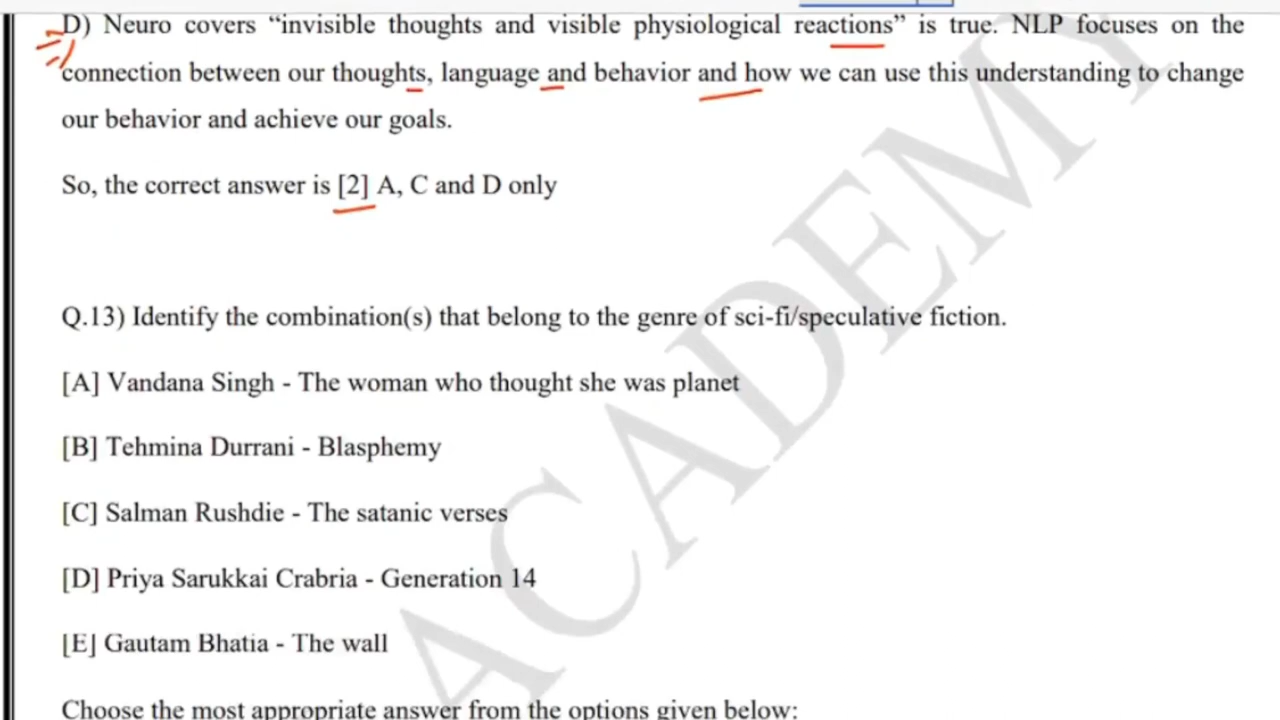 D) Neuro covers “invisible thoughts and visible physiological reactions” is true. NLP focuses on the
connection between our thoughts, language and behavior and how we can use this understanding to change
our behavior and achieve our goals.
So, the correct answer is [2] A, C and D only
Q.13) Identify the combination(s) that belong to the genre of sci-fi/speculative fiction.
[A] Vandana Singh - The woman who thought she was planet
[B] Tehmina Durrani - Blasphemy
[C] Salman Rushdie - The satanic verses
[D] Priya Sarukkai Crabria - Generation 14
[E] Gautam Bhatia - The wall
Choose the most appropriate answer from the options given below:
ACADEMY